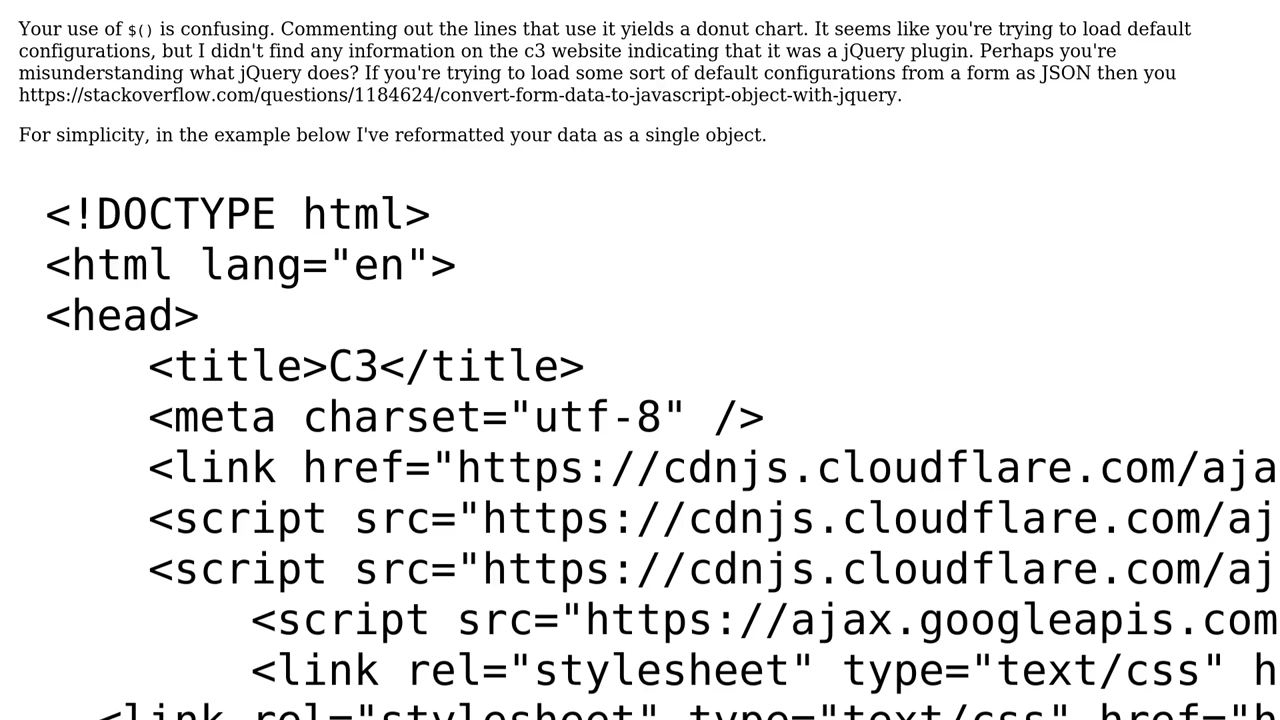 Your use of $() is confusing. Commenting out the lines that use it yields a donut chart. It seems like you're trying to load default
configurations, but I didn't find any information on the c3 website indicating that it was a jQuery plugin. Perhaps you're
misunderstanding what jQuery does? If you're trying to load some sort of default configurations from a form as JSON then you
https://stackoverflow.com/questions/1184624/convert-form-data-to-javascript-object-with-jquery.
For simplicity, in the example below I've reformatted your data as a single object.
<!DOCTYPE html>
<html lang="en">
<head>
<title>C3</title>
<meta charset="utf-8" />
<link href="https://cdnjs.cloudflare.com/aja
<script src="https://cdnjs.cloudflare.com/aj
<script src="https://cdnjs.cloudflare.com/aj
<script src="https://ajax.googleapis.com
<link rel="stylesheet" type="text/css" h
<link rel="stylesheet" type="text/css" href="h